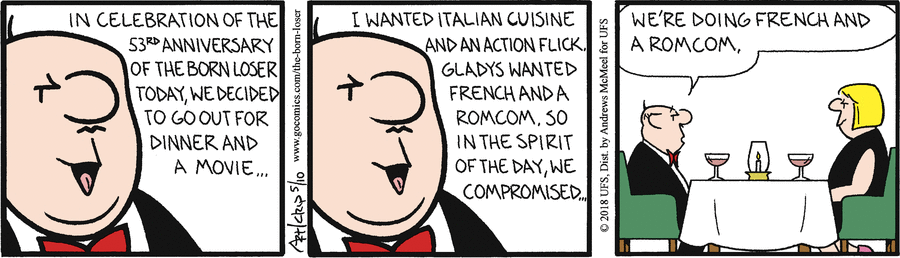 IN CELEBRATION OF THE
53RD ANNIVERSARY
OF THE BORN LOSER
TODAY, WE DECIDED
TO GO OUT FOR
DINNER AND
A MOVIE...
www.gocomics.com/the-born-loser
5/10
I WANTED ITALIAN CUISINE
AND AN ACTION FLICK.
GLADYS WANTED
FRENCH AND A
ROMCOM. SO
IN THE SPIRIT
OF THE DAY, WE
COMPROMISED...
WE'RE DOING FRENCH AND
A ROMCOM.
© 2018 UFS, Dist. by Andrews McMeel for UFS